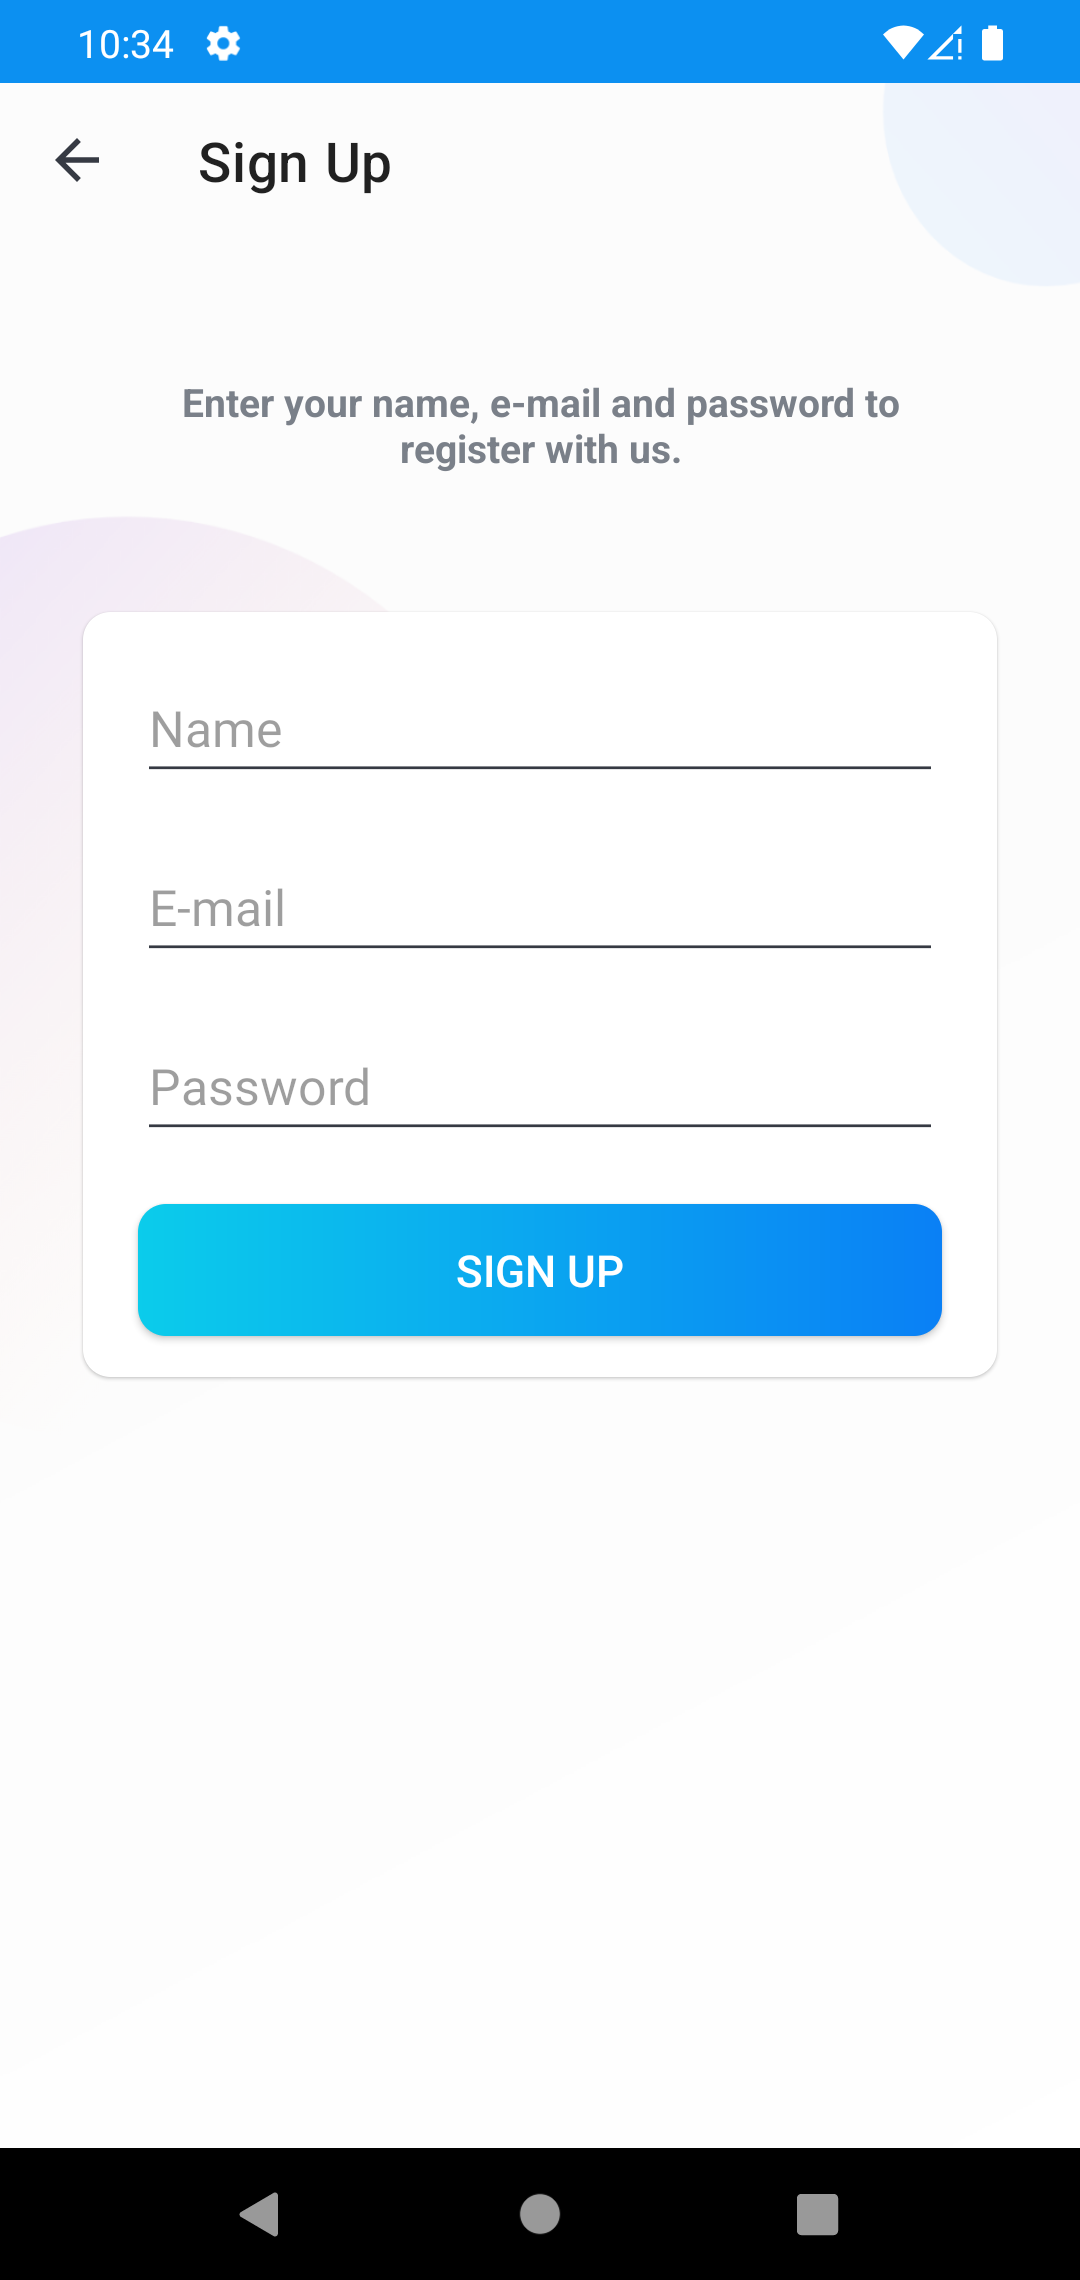 10:34
Sign Up
Enter your name, e-mail and password to
register with us.
Name
E-mail
Password
SIGN UP